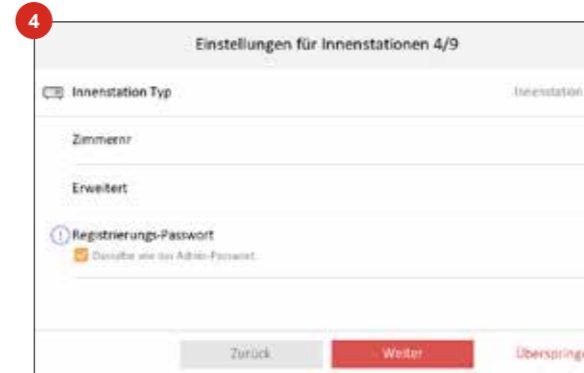 4
Einstellungen für Innenstationen 4/9
Innenstation Typ Innenstation
Zimmernr
Erweitert
Registrierungs-Passwort
Dasselbe wie das Admin-Passwort.
Zurück Weiter Überspringe